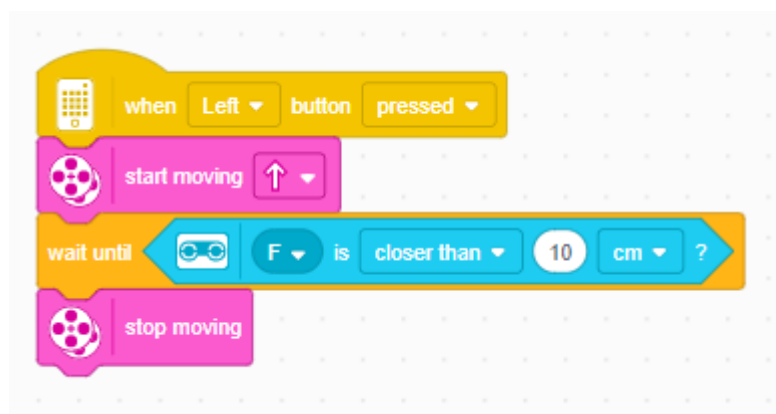 when Left button pressed
start moving
wait until F is closer than 10 cm ?
stop moving